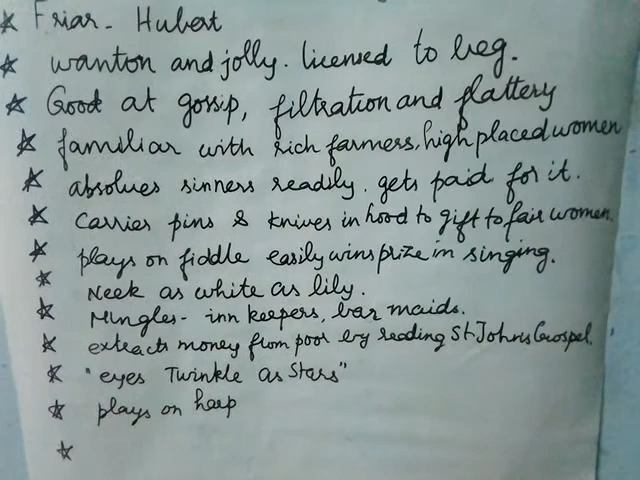 ☆ Friar - Hubert
☆ wanton and jolly. licensed to beg.
☆ Good at gossip, filtration and flattery
☆ familiar with rich farmers, high placed women
☆ absolves sinners readily. gets paid for it.
☆ Carries pins & knives in hood to gift to fair women.
☆ plays on fiddle easily wins prize in singing.
☆ Neek as white as lily.
☆ Mingles - inn keepers, bar maids.
☆ extracts money from poor by reading St. John's Gospel.
☆ "eyes Twinkle as Stars"
☆ plays on harp
☆